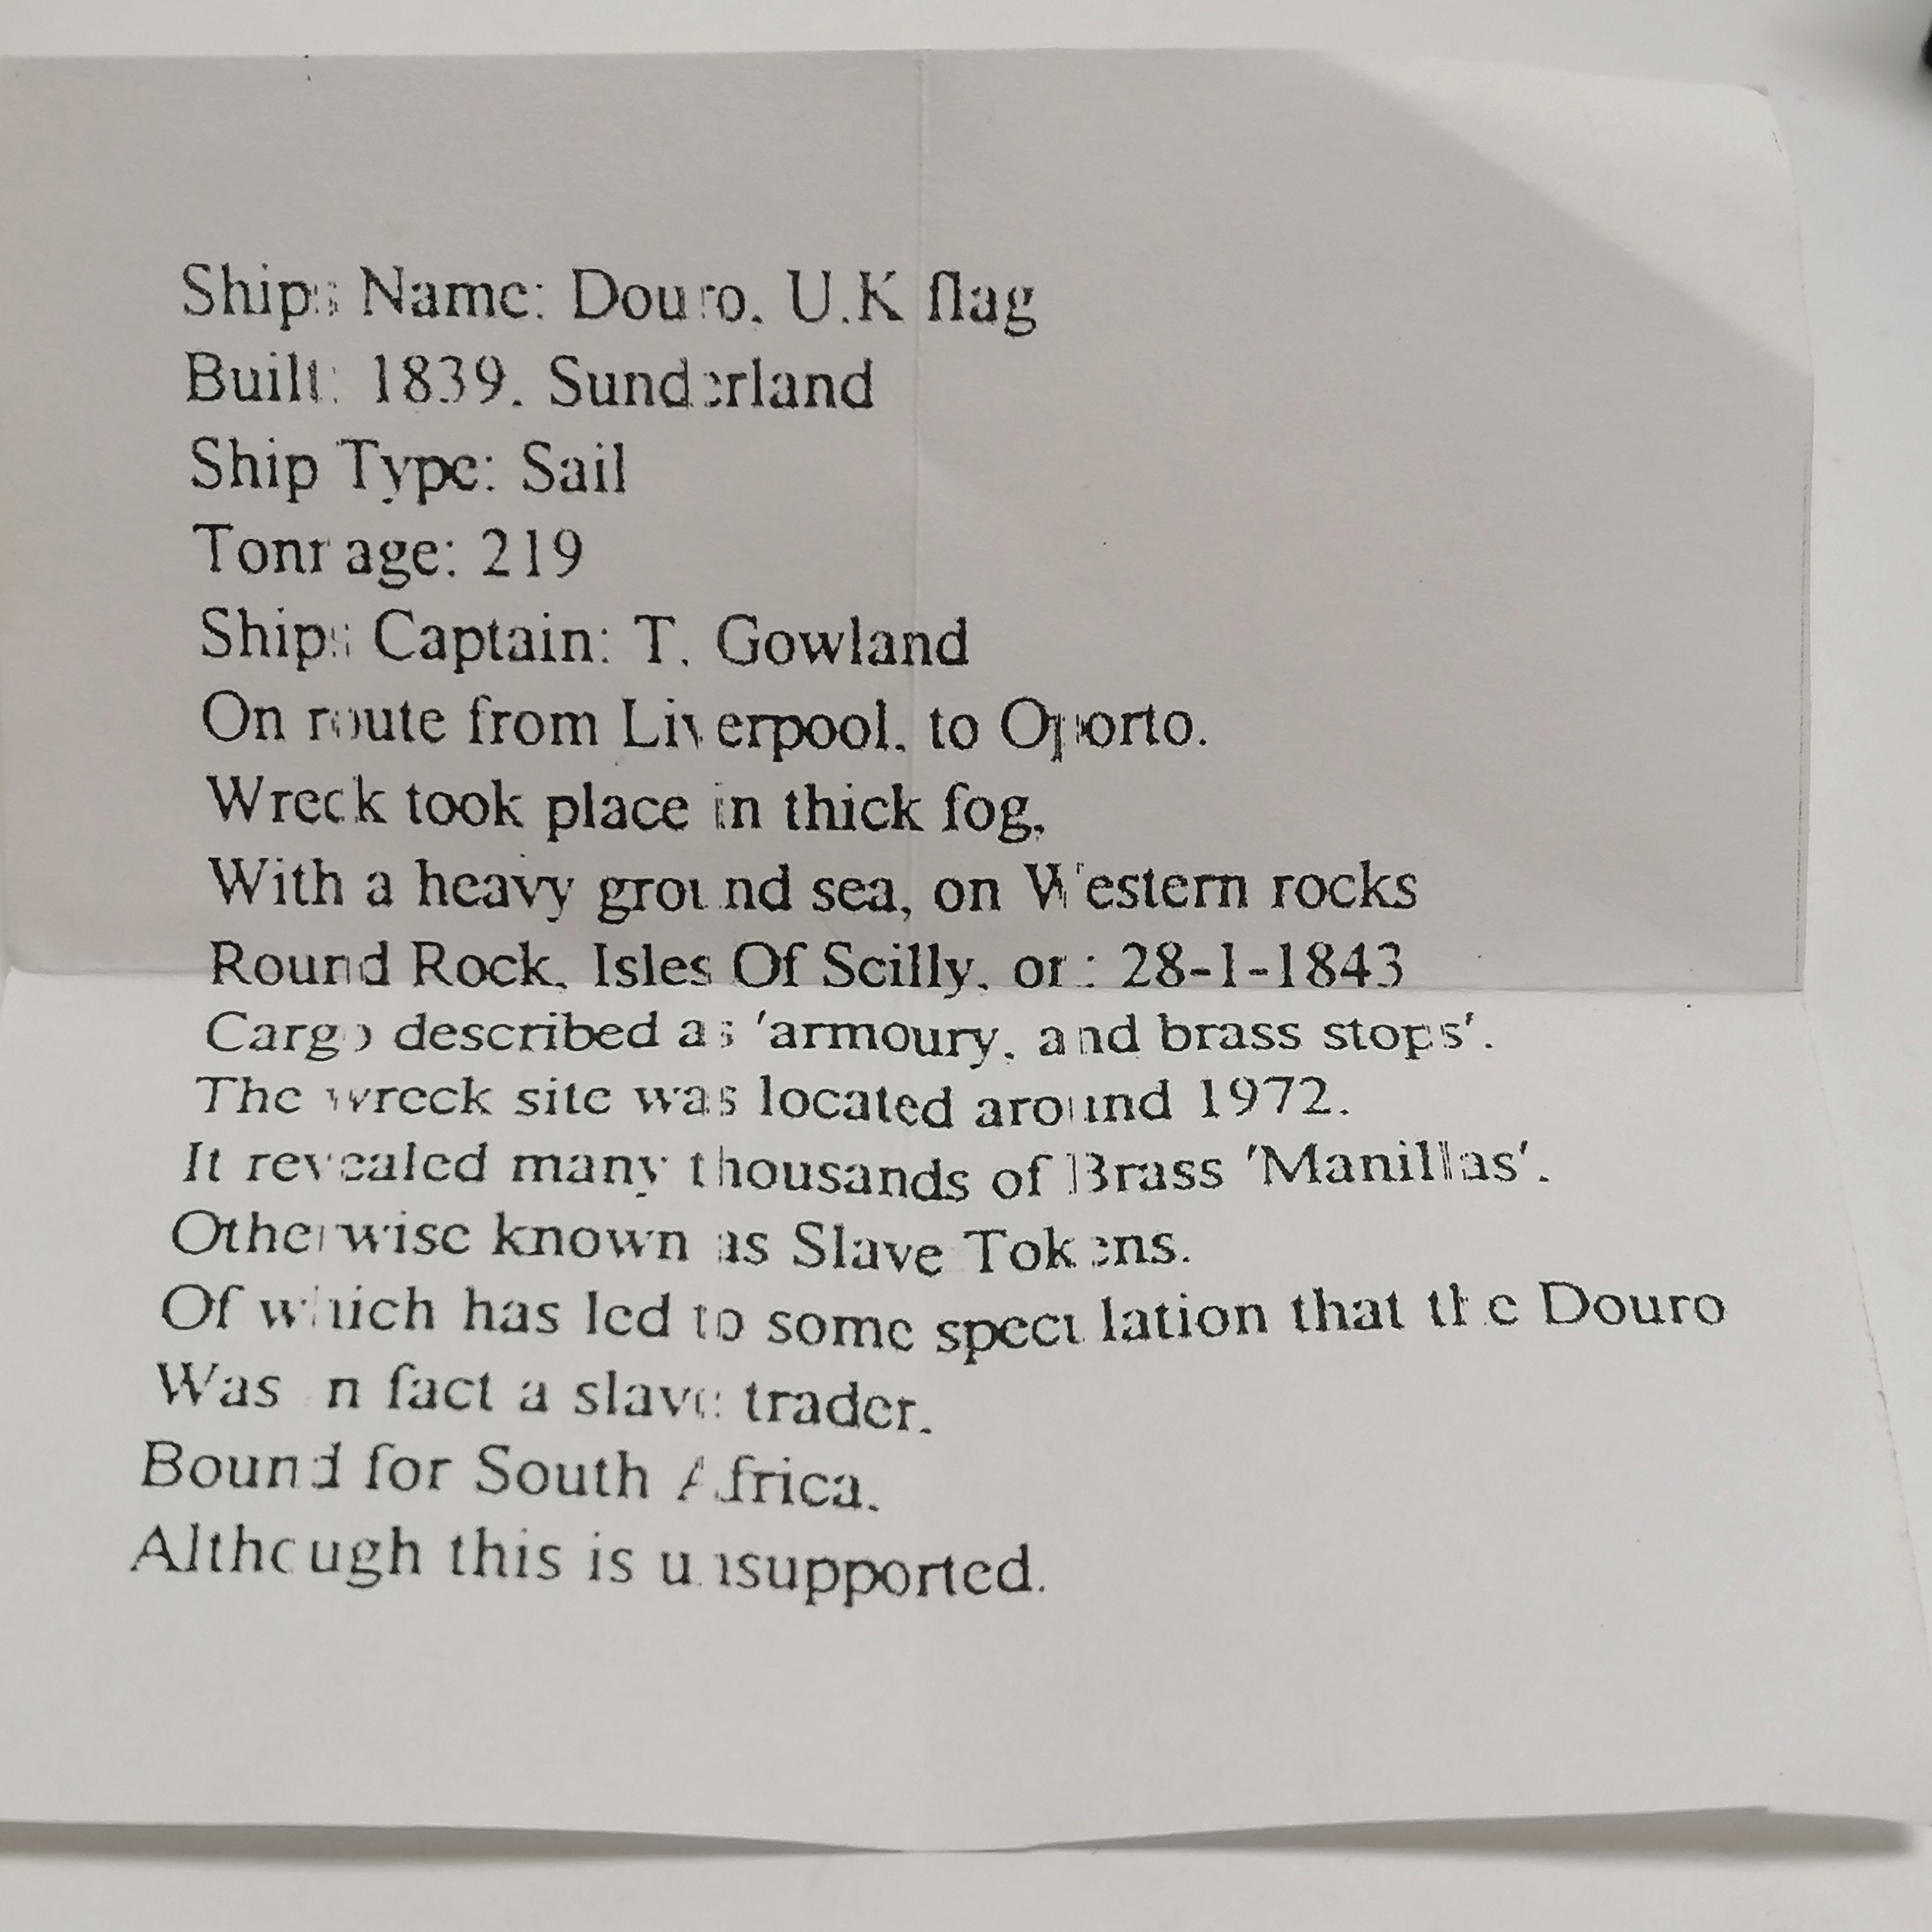 Ships Name: Douro, U.K flag
Built: 1839, Sunderland
Ship Type: Sail
Tonnage: 219
Ships Captain: T. Gowland
On route from Liverpool, to Oporto.
Wreck took place in thick fog,
With a heavy ground sea, on Western rocks
Round Rock, Isles Of Scilly, on: 28-1-1843
Cargo described as 'armoury, and brass stops'.
The wreck site was located around 1972.
It revealed many thousands of Brass 'Manillas'.
Otherwise known as Slave Tokens.
Of which has led to some speculation that the Douro
Was in fact a slave trader.
Bound for South Africa.
Although this is unsupported.